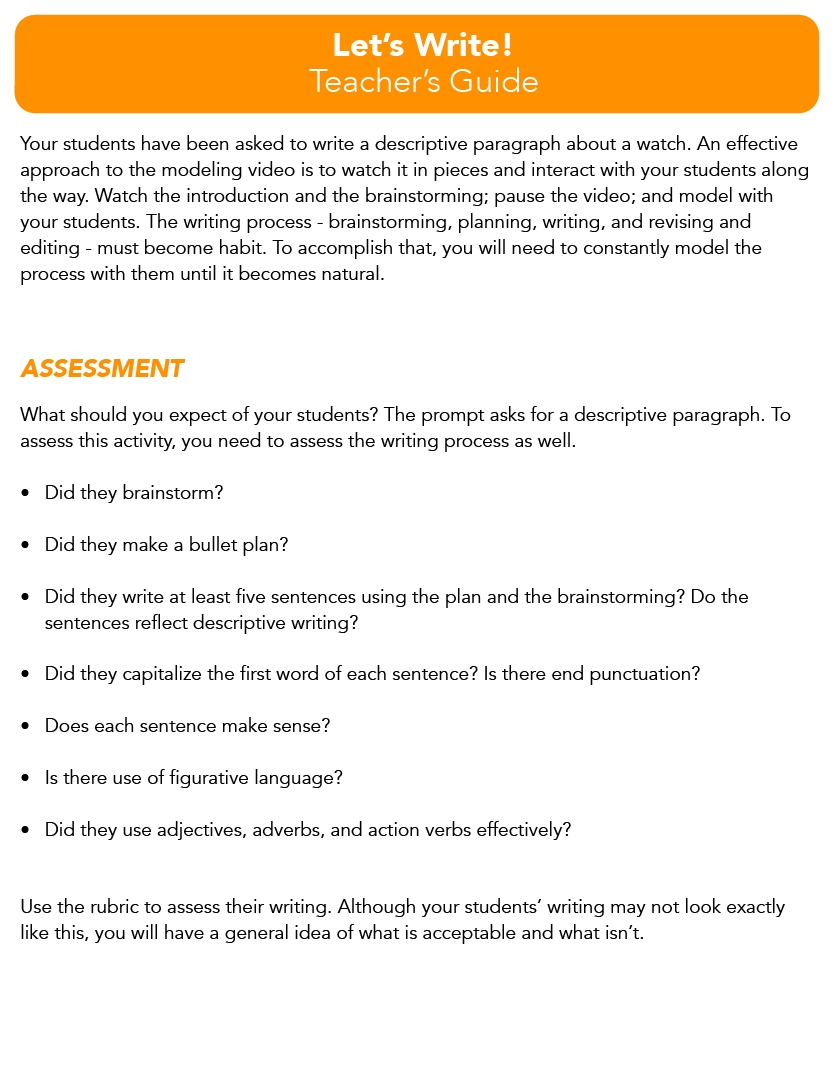 Let’s Write!
Teacher’s Guide
Your students have been asked to write a descriptive paragraph about a watch. An effective
approach to the modeling video is to watch it in pieces and interact with your students along
the way. Watch the introduction and the brainstorming; pause the video; and model with
your students. The writing process - brainstorming, planning, writing, and revising and
editing - must become habit. To accomplish that, you will need to constantly model the
process with them until it becomes natural.
ASSESSMENT
What should you expect of your students? The prompt asks for a descriptive paragraph. To
assess this activity, you need to assess the writing process as well.
• Did they brainstorm?
• Did they make a bullet plan?
• Did they write at least five sentences using the plan and the brainstorming? Do the
sentences reflect descriptive writing?
• Did they capitalize the first word of each sentence? Is there end punctuation?
• Does each sentence make sense?
• Is there use of figurative language?
• Did they use adjectives, adverbs, and action verbs effectively?
Use the rubric to assess their writing. Although your students‘ writing may not look exactly
like this, you will have a general idea of what is acceptable and what isn’t.